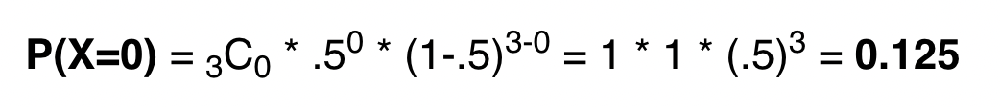 P(X=0) = ₃C₀ * .5⁰ * (1-.5)³⁻⁰ = 1 * 1 * (.5)³ = 0.125